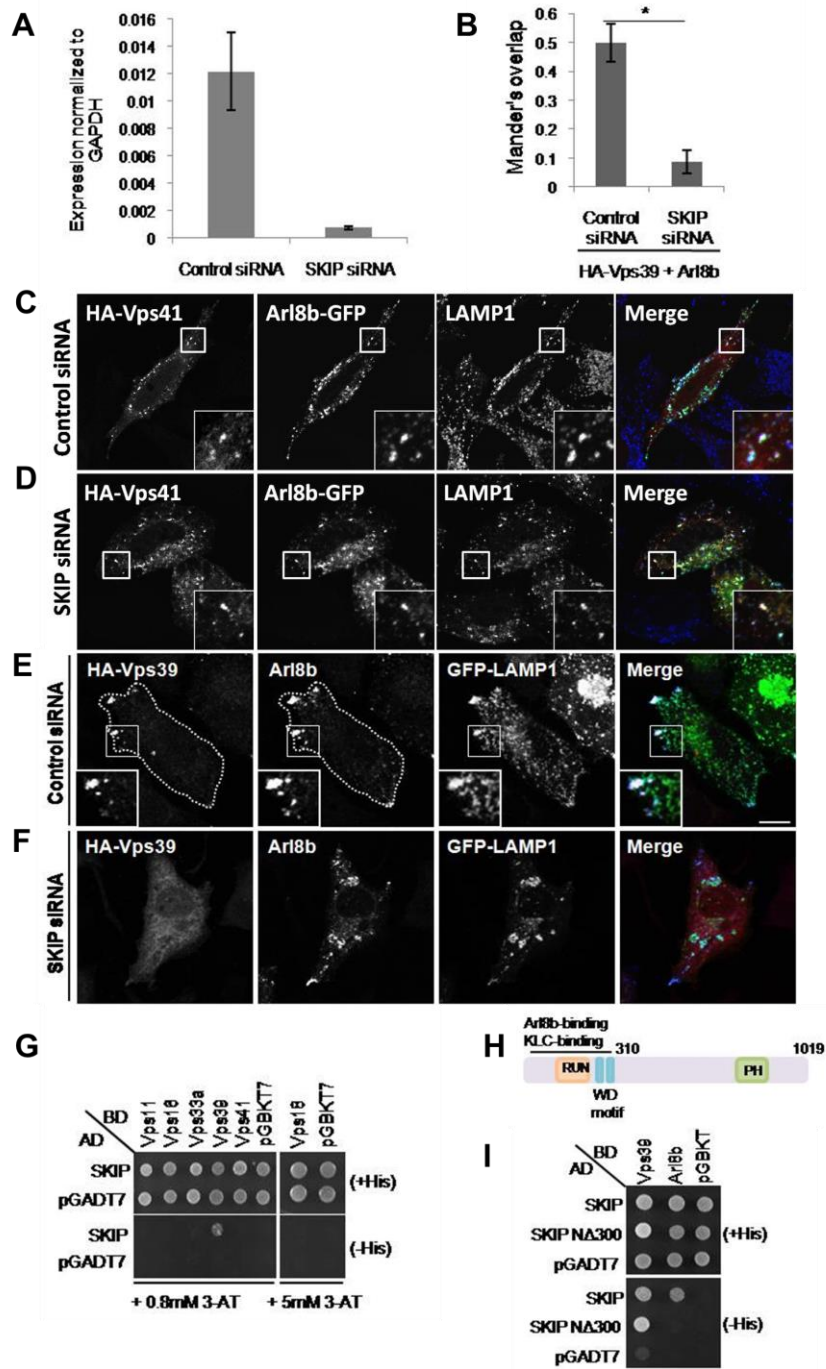 A
Expression normalized to
GAPDH
0.016
0.014
0.012
0.01
0.008
0.006
0.004
0.002
0
Control siRNA
SKIP siRNA
B
*
Mander's overlap
0.6
0.5
0.4
0.3
0.2
0.1
0
Control
siRNA
SKIP
siRNA
HA-Vps39 + Arl8b
C
Control siRNA
HA-Vps41
Arl8b-GFP
LAMP1
Merge
D
SKIP siRNA
HA-Vps41
Arl8b-GFP
LAMP1
Merge
E
Control siRNA
HA-Vps39
Arl8b
GFP-LAMP1
Merge
F
SKIP siRNA
HA-Vps39
Arl8b
GFP-LAMP1
Merge
G
BD
AD
Vps11
Vps18
Vps33a
Vps39
Vps41
pGBKT7
Vps18
pGBKT7
SKIP
pGADT7
(+His)
SKIP
pGADT7
(-His)
+ 0.8mM 3-AT
+ 5mM 3-AT
H
Arl8b-binding
KLC-binding
310
1019
RUN
PH
WD
motif
I
BD
AD
Vps39
Arl8b
pGBKT
SKIP
SKIP NΔ300
pGADT7
(+His)
SKIP
SKIP NΔ300
pGADT7
(-His)